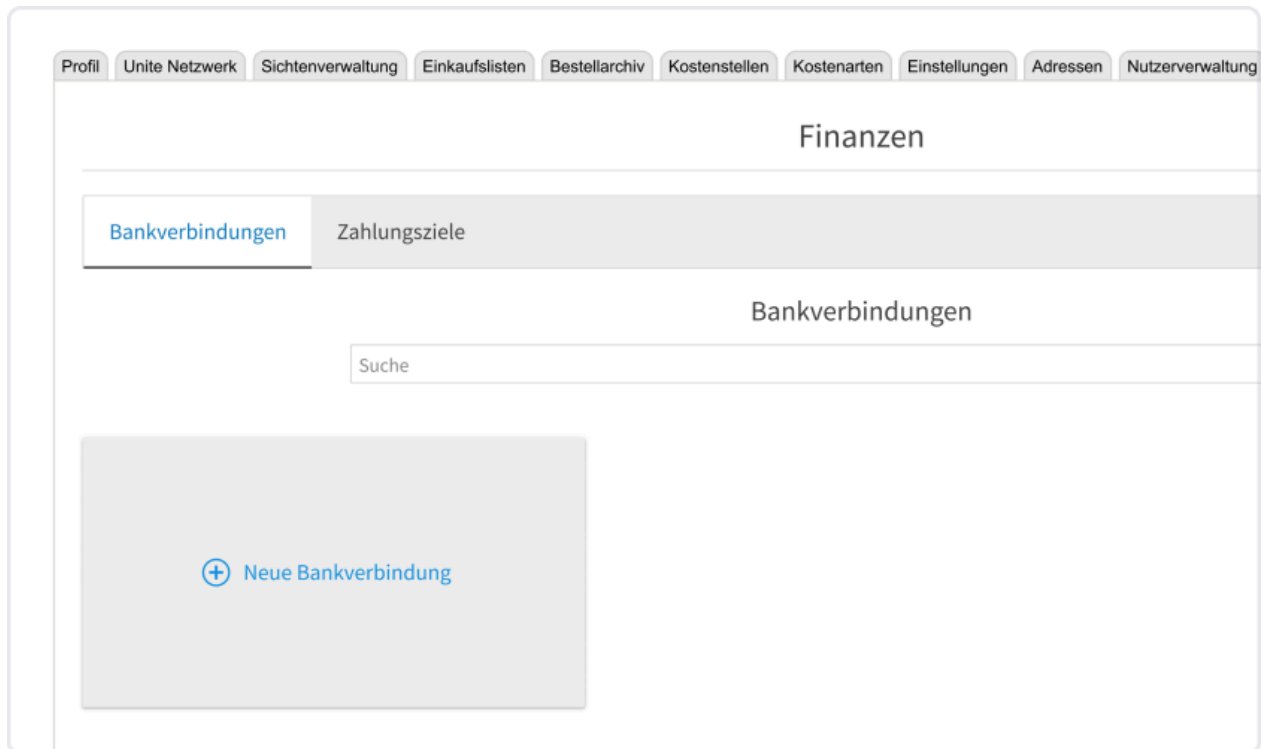 Profil Unite Netzwerk Sichtenverwaltung Einkaufslisten Bestellarchiv Kostenstellen Kostenarten Einstellungen Adressen Nutzerverwaltung
Finanzen
Bankverbindungen Zahlungsziele
Bankverbindungen
Suche
Neue Bankverbindung